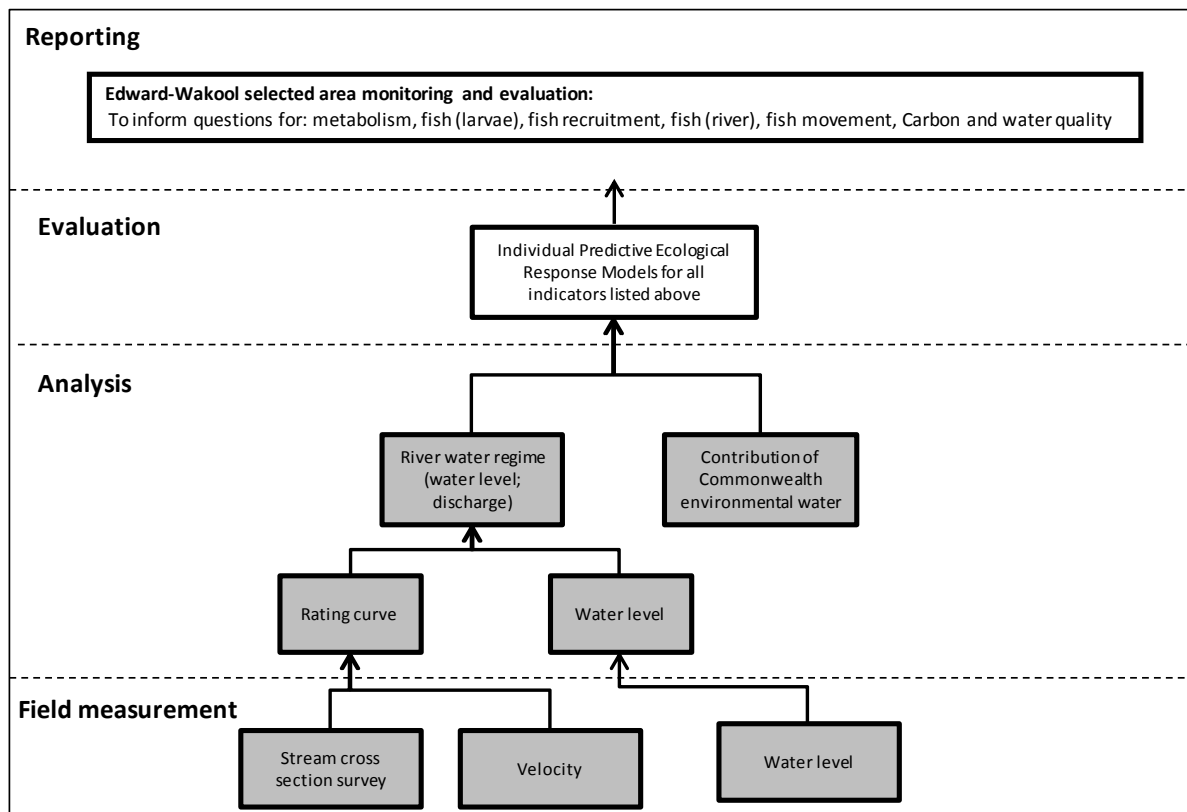 Reporting
Edward-Wakool selected area monitoring and evaluation:
To inform questions for: metabolism, fish (larvae), fish recruitment, fish (river), fish movement, Carbon and water quality
Evaluation
Individual Predictive Ecological
Response Models for all
indicators listed above
Analysis
River water regime
(water level;
discharge)
Contribution of
Commonwealth
environmental water
Rating curve
Water level
Field measurement
Stream cross
section survey
Velocity
Water level